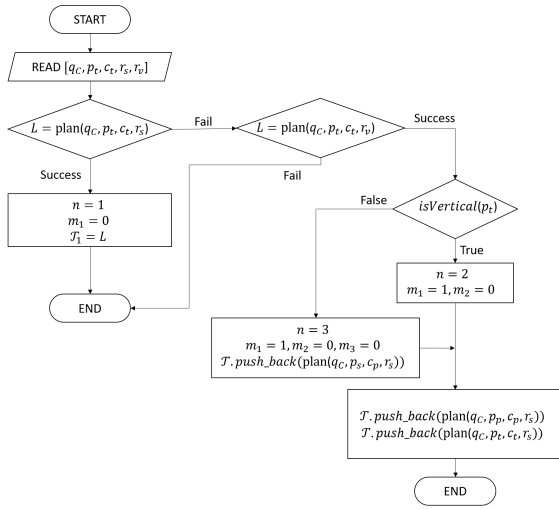 START
READ [q_C, p_t, c_t, r_s, r_v]
L = plan(q_C, p_t, c_t, r_s)
Fail
L = plan(q_C, p_t, c_t, r_v)
Success
Success
Fail
n = 1
m_1 = 0
𝒯_1 = L
END
False
isVertical(p_t)
True
n = 2
m_1 = 1, m_2 = 0
n = 3
m_1 = 1, m_2 = 0, m_3 = 0
𝒯.push_back(plan(q_C, p_s, c_p, r_s))
𝒯.push_back(plan(q_C, p_p, c_p, r_s))
𝒯.push_back(plan(q_C, p_t, c_t, r_s))
END